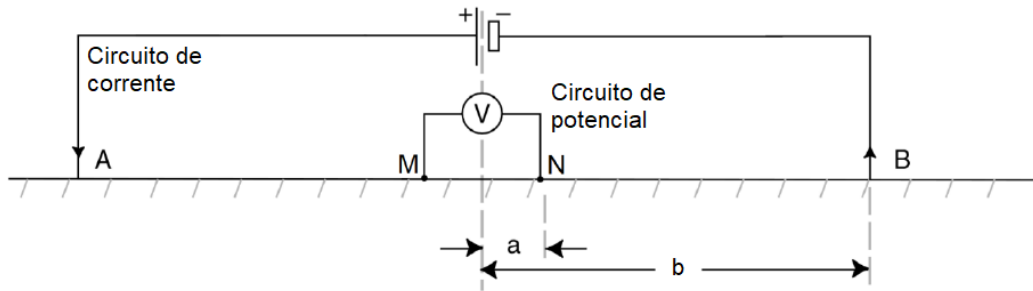 + −
Circuito de
corrente
V
Circuito de
potencial
A
M
N
B
a
b